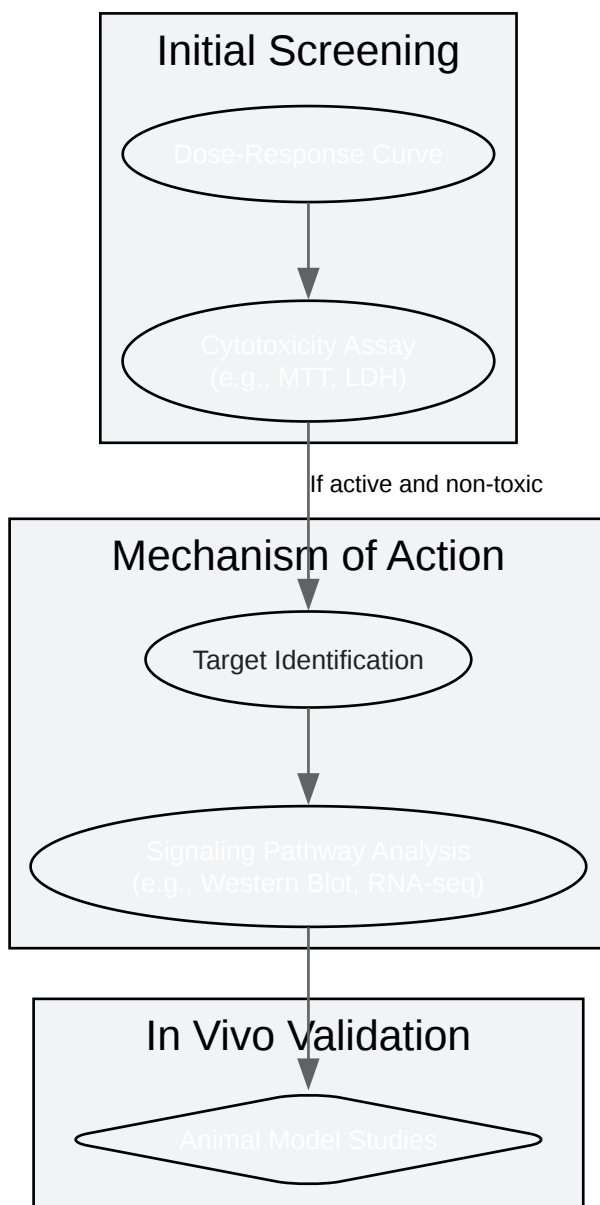 Initial Screening
Dose-Response Curve
Cytotoxicity Assay
(e.g., MTT, LDH)
If active and non-toxic
Mechanism of Action
Target Identification
Signaling Pathway Analysis
(e.g., Western Blot, RNA-seq)
In Vivo Validation
Animal Model Studies